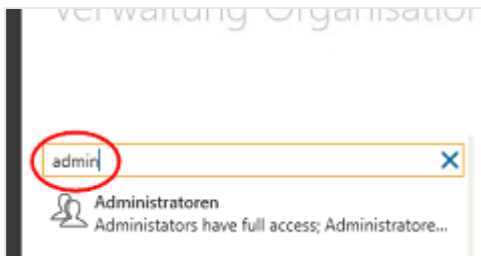 Verwaltung Organisation
admin
Administratoren
Administators have full access; Administratore...